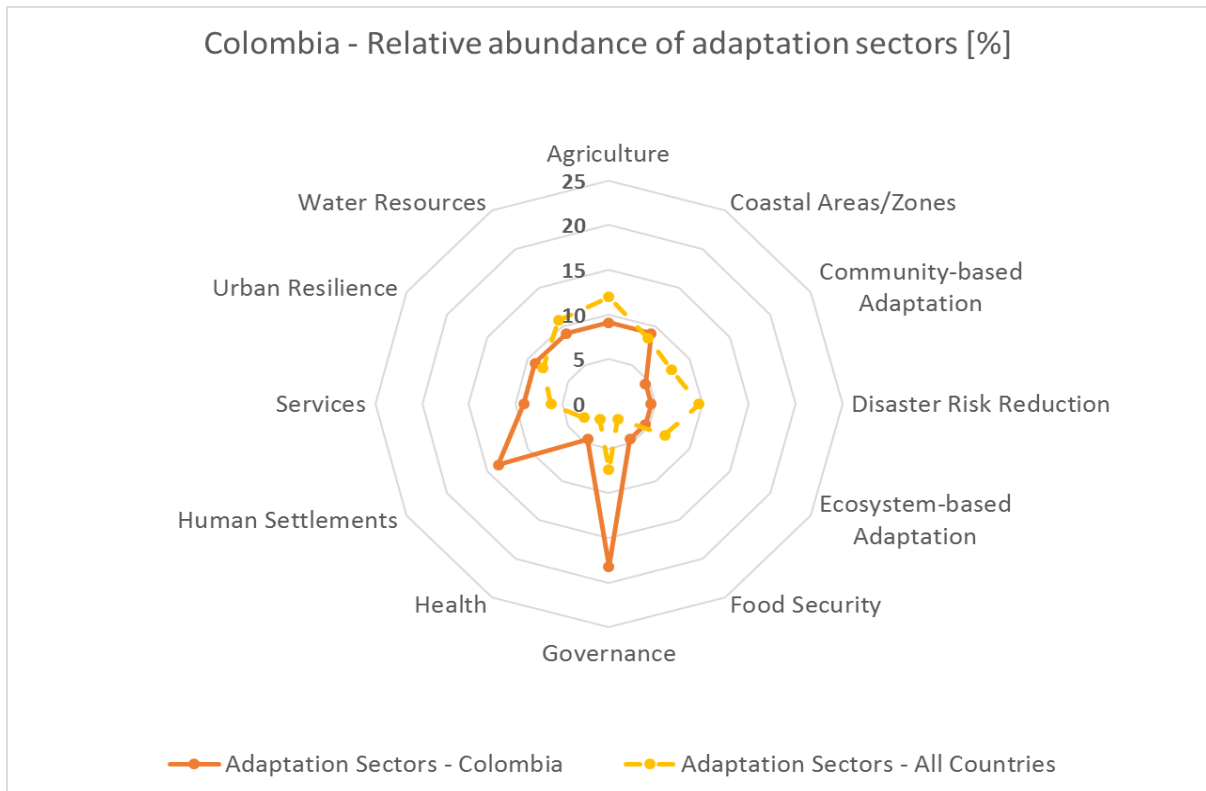 Colombia - Relative abundance of adaptation sectors [%]
Agriculture
25
Water Resources
Coastal Areas/Zones
20
Community-based
Adaptation
Urban Resilience
15
10
5
Services
0
Disaster Risk Reduction
Ecosystem-based
Adaptation
Human Settlements
Health
Food Security
Governance
Adaptation Sectors - Colombia
Adaptation Sectors - All Countries